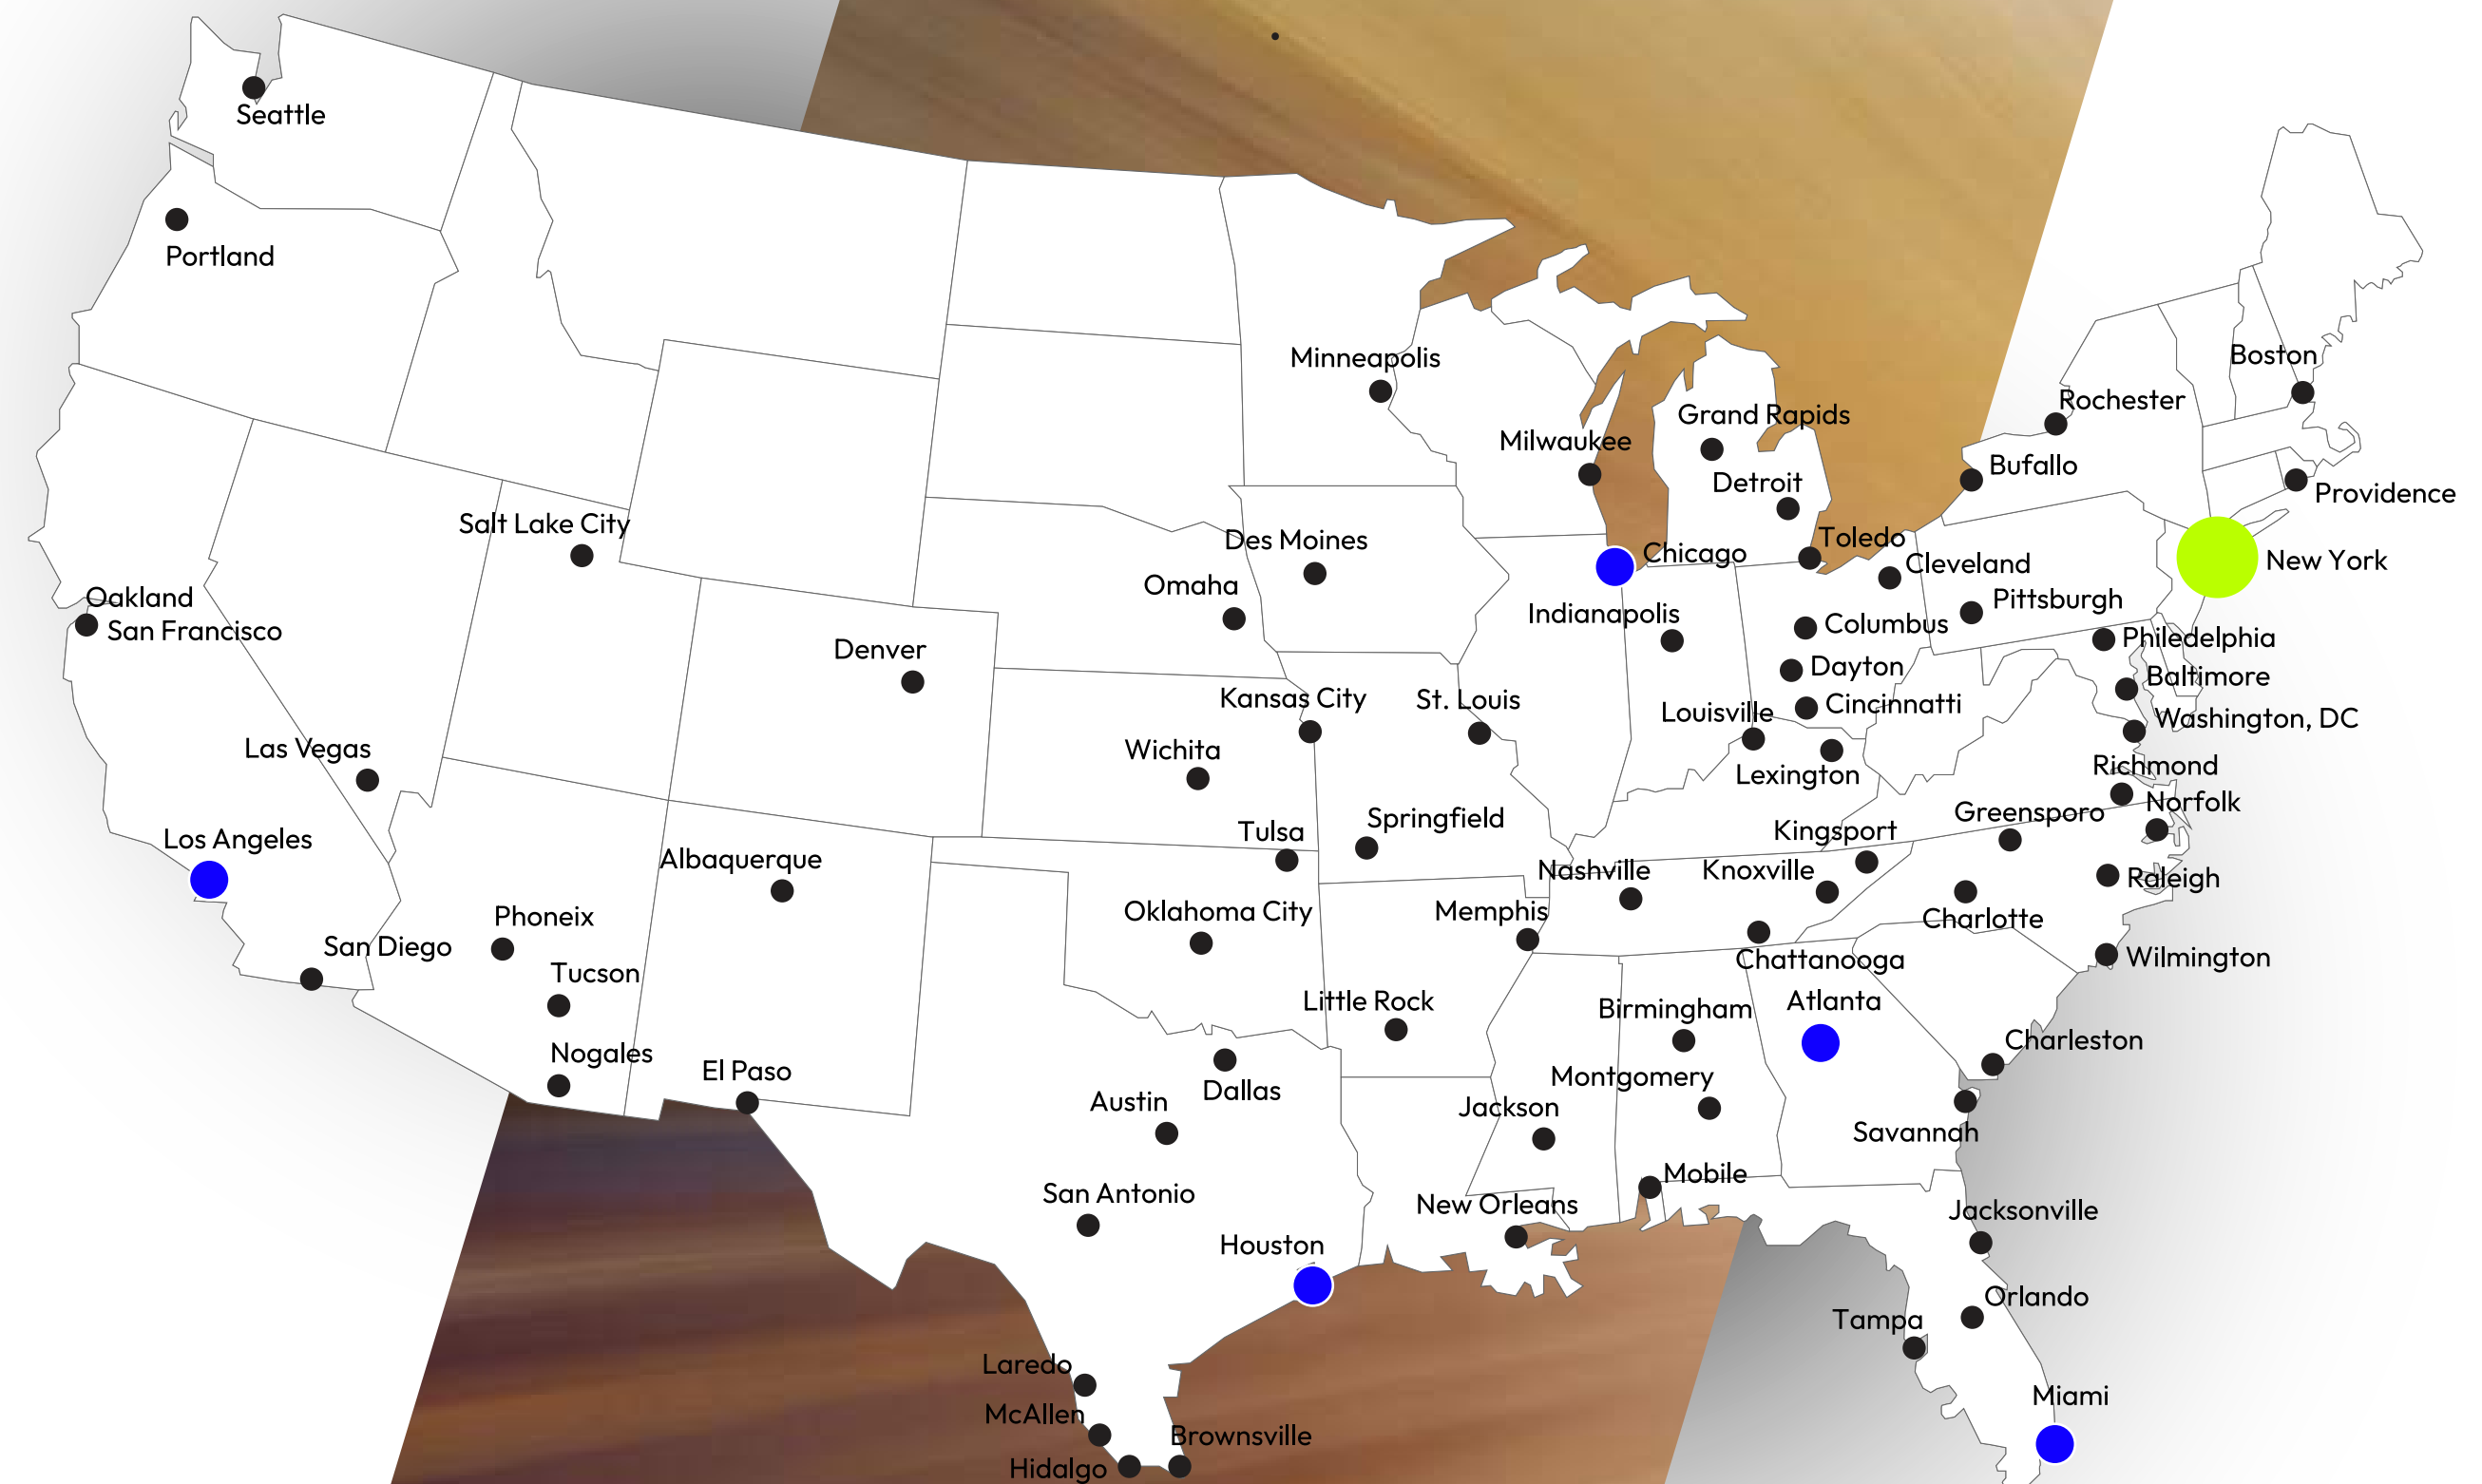 Seattle
Portland
Boston
Minneapolis
Rochester
Grand Rapids
Milwaukee
Bufallo
Detroit
Providence
Salt Lake City
Toledo
Des Moines
Chicago
New York
Cleveland
Omaha
Oakland
Pittsburgh
Indianapolis
Columbus
San Francisco
Philedelphia
Denver
Dayton
Baltimore
Kansas City
St. Louis
Cincinnatti
Louisville
Washington, DC
Las Vegas
Wichita
Richmond
Lexington
Norfolk
Greensporo
Springfield
Tulsa
Kingsport
Los Angeles
Albaquerque
Nashville
Knoxville
Raleigh
Phoneix
Oklahoma City
Memphis
Charlotte
San Diego
Wilmington
Chattanooga
Tucson
Little Rock
Atlanta
Birmingham
Charleston
Nogales
El Paso
Montgomery
Dallas
Austin
Jackson
Savannah
Mobile
San Antonio
New Orleans
Jacksonville
Houston
Orlando
Tampa
Laredo
Miami
McAllen
Brownsville
Hidalgo